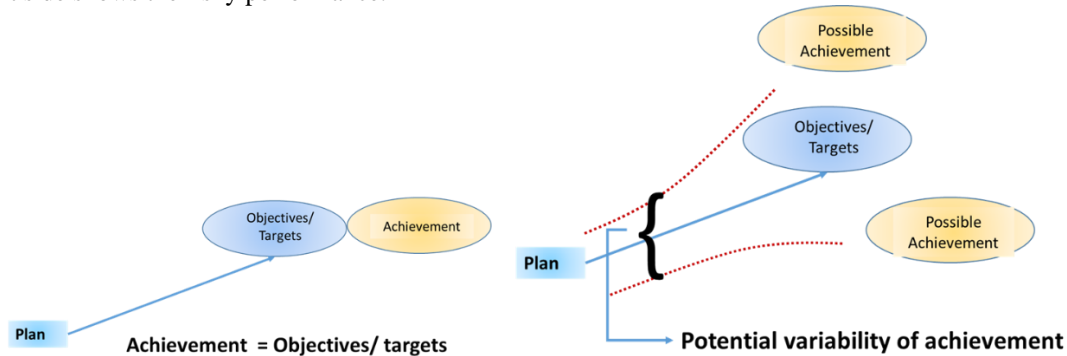 Objectives/
Targets
Achievement
Plan
Achievement = Objectives/ targets
Possible
Achievement
Objectives/
Targets
Possible
Achievement
Plan
Potential variability of achievement